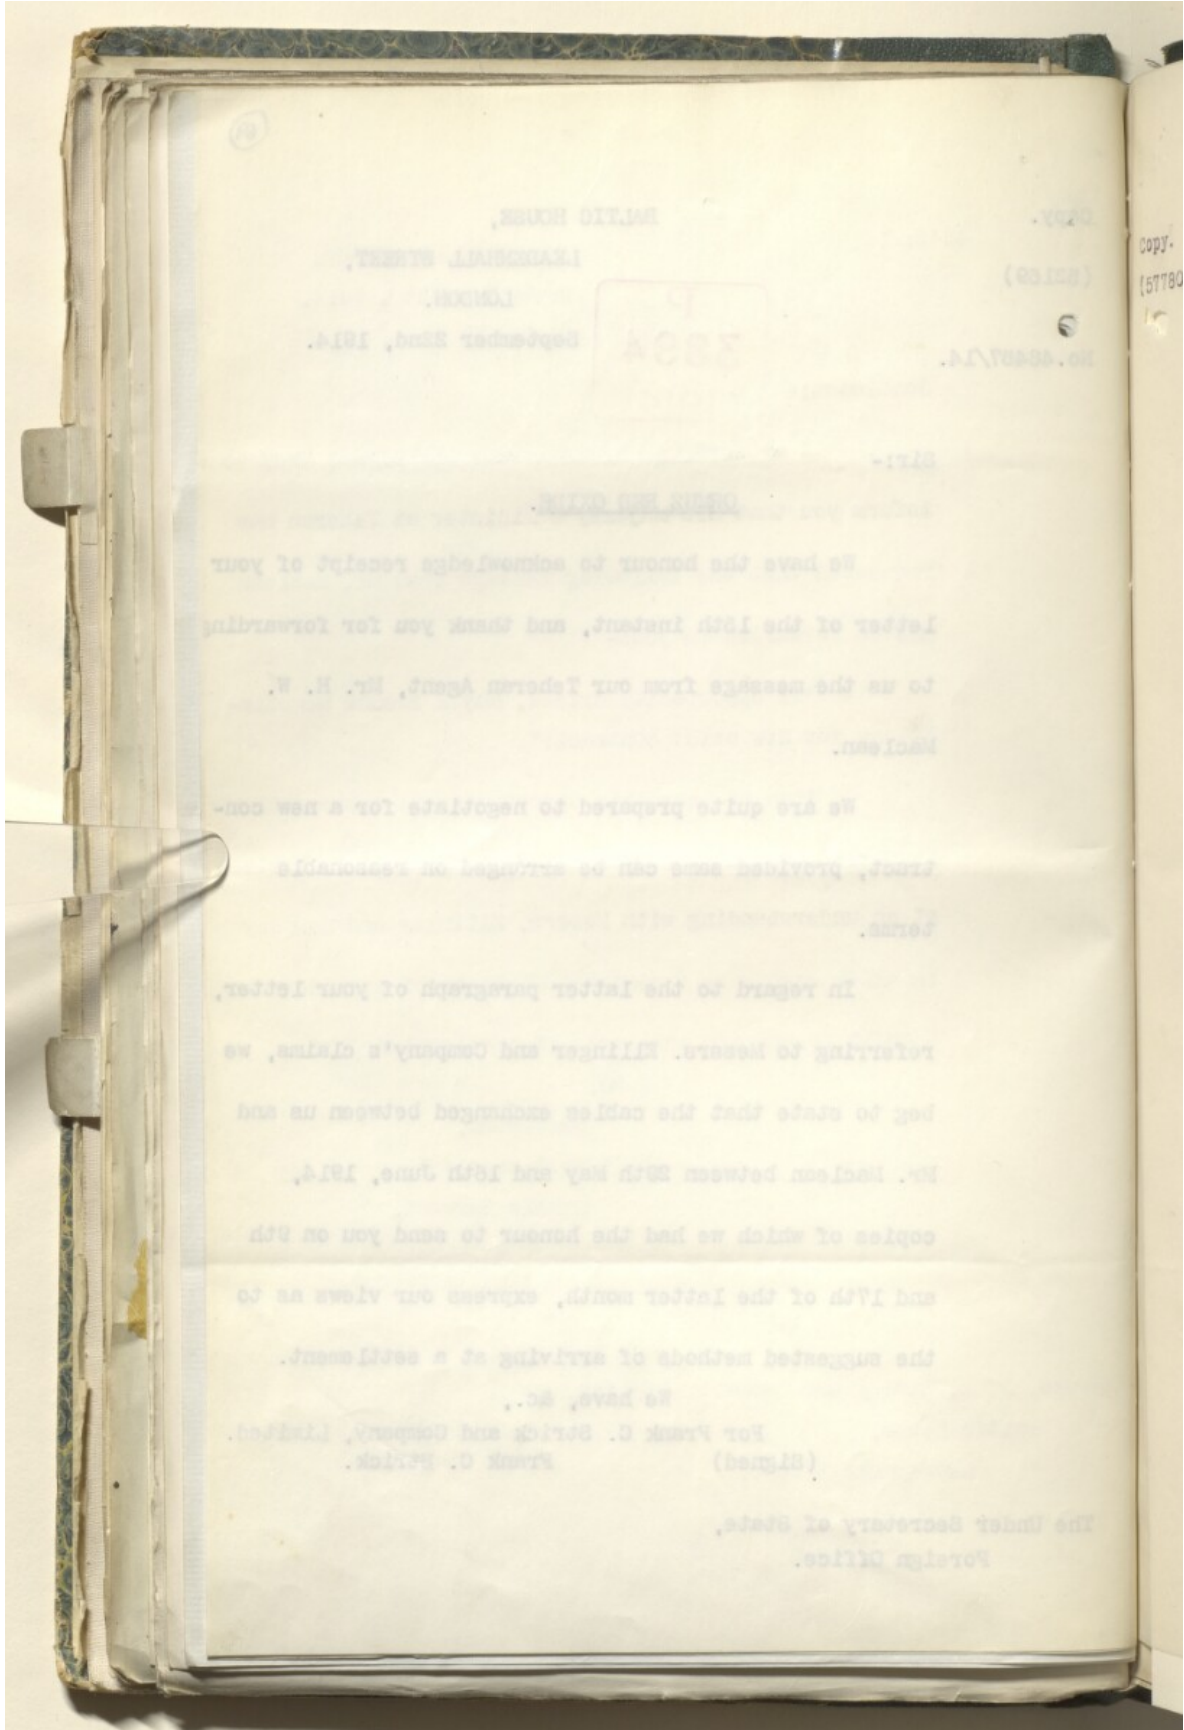 Copy.
(53169)
No.46407/14.
BALTIC HOUSE,
LEADENHALL STREET,
LONDON.
September 22nd, 1914.
P
Sir:-
ORMUS RED OXIDE.
We have the honour to acknowledge receipt of your
letter of the 15th instant, and thank you for forwarding
to us the message from our Teheran Agent, Mr. H. W.
Maclean.
We are quite prepared to negotiate for a new con-
truct, provided same can be arranged on reasonable
terms.
In regard to the latter paragraph of your letter,
referring to Messrs. Ellinger and Company's claims, we
beg to state that the cables exchanged between us and
Mr. Maclean between 29th May and 16th June, 1914,
copies of which we had the honour to send you on 9th
and 17th of the latter month, express our views as to
the suggested methods of arriving at a settlement.
We have, &c.,
For Frank C. Strick and Company, Limited.
(Signed) Frank C. Strick.
The Under Secretary of State,
Foreign Office.
Copy.
(57780